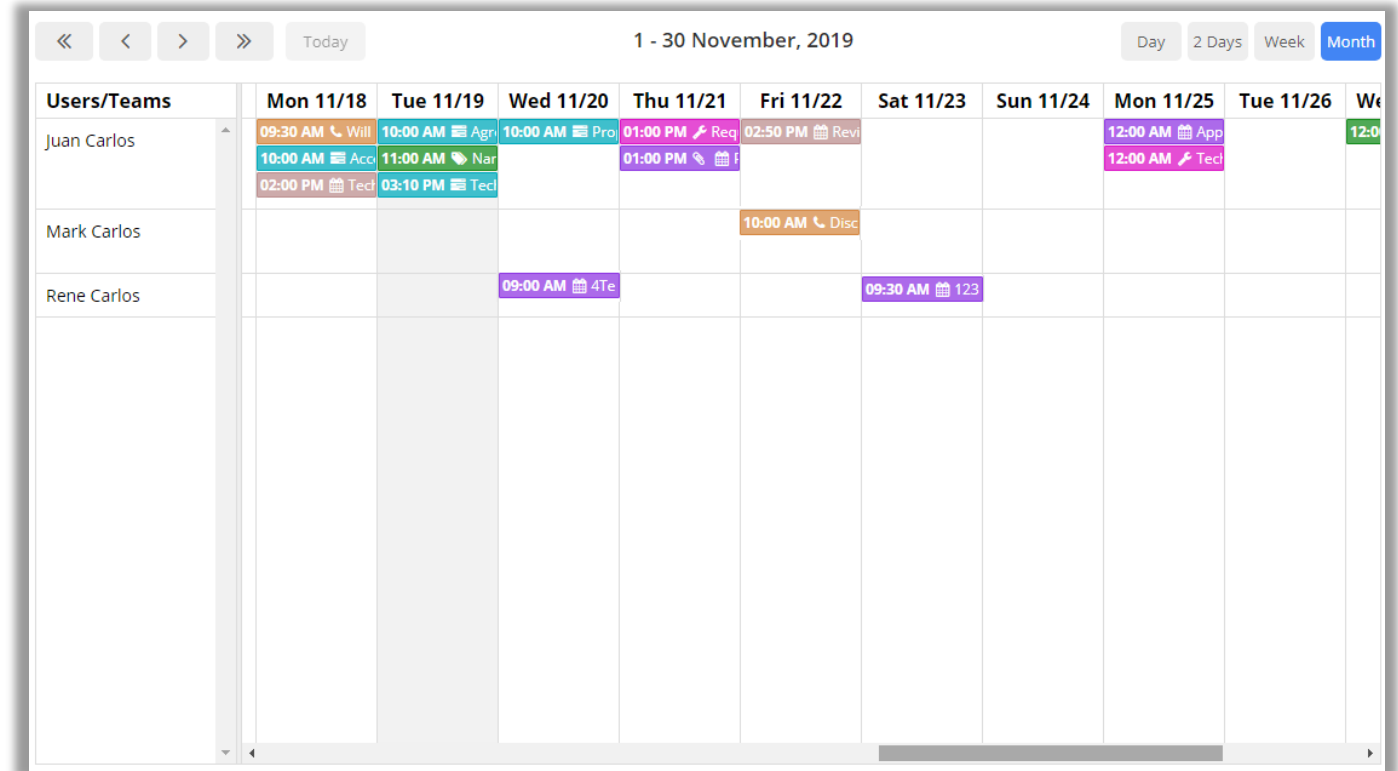 Today 1 - 30 November, 2019 Day 2 Days Week Month
Users/Teams Mon 11/18 Tue 11/19 Wed 11/20 Thu 11/21 Fri 11/22 Sat 11/23 Sun 11/24 Mon 11/25 Tue 11/26 We
Juan Carlos 09:30 AM Will 10:00 AM Agr 10:00 AM Pro 01:00 PM Req 02:50 PM Revi 12:00 AM App 12:0
10:00 AM Acc 11:00 AM Nar 01:00 PM 12:00 AM Tech
02:00 PM Tech 03:10 PM Tecl
Mark Carlos 10:00 AM Disc
Rene Carlos 09:00 AM 4Te 09:30 AM 123